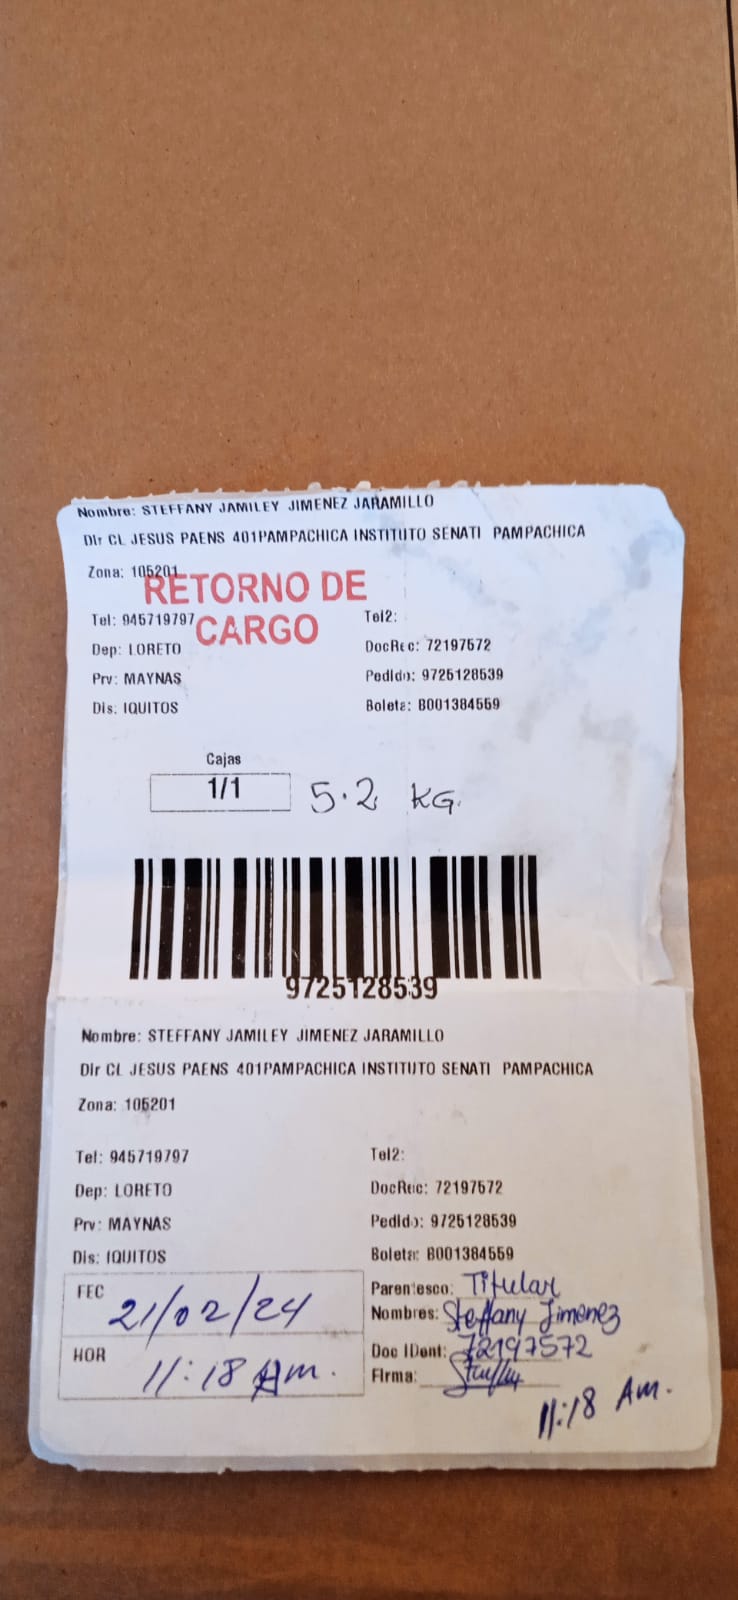 Nombre: STEFFANY JAMILEY JIMENEZ JARAMILLO
Dir CL JESUS PAENS 401PAMPACHICA INSTITUTO SENATI PAMPACHICA
Zona: 105201
RETORNO DE
CARGO
Tel: 945719797 Tel2:
Dep: LORETO DocRec: 72197572
Prv: MAYNAS Pedido: 9725128539
Dis: IQUITOS Boleta: B001384559
Cajas
1/1 5.2 KG.
9725128539
Nombre: STEFFANY JAMILEY JIMENEZ JARAMILLO
Dir CL JESUS PAENS 401PAMPACHICA INSTITUTO SENATI PAMPACHICA
Zona: 105201
Tel: 945719797 Tel2:
Dep: LORETO DocRec: 72197572
Prv: MAYNAS Pedido: 9725128539
Dis: IQUITOS Boleta: B001384559
FEC 21/02/24 Parentesco: Titular
Nombres: Steffany Jimenez
HOR 11:18 Am. Doc IDent: 72197572
Firma:
11:18 Am.